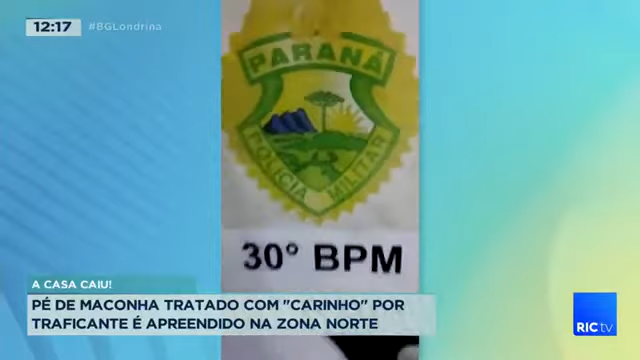 12:17 #BGLondrina
PARANÁ
POLÍCIA MILITAR
30° BPM
A CASA CAIU!
PÉ DE MACONHA TRATADO COM "CARINHO" POR
TRAFICANTE É APREENDIDO NA ZONA NORTE
RIC tv